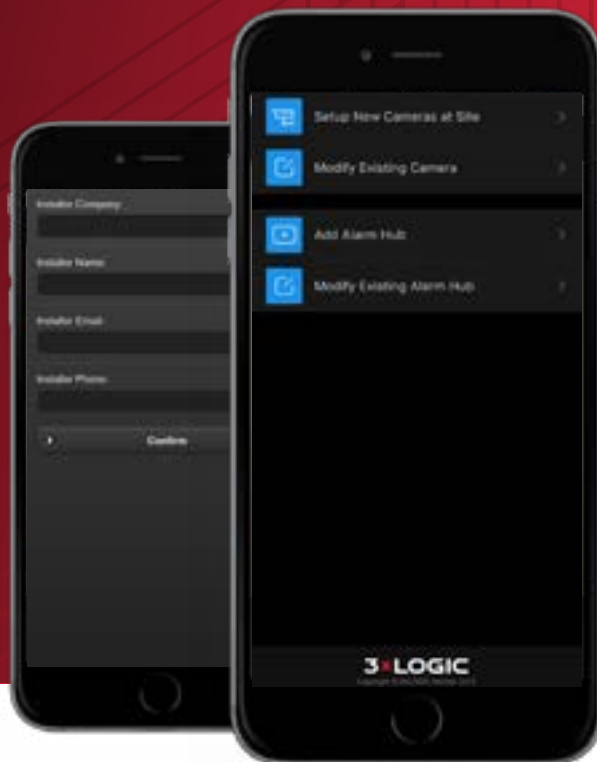 Installer Company:
Installer Name:
Installer Email:
Installer Phone:
Confirm
Setup New Cameras at Site
Modify Existing Camera
Add Alarm Hub
Modify Existing Alarm Hub
3xLOGIC